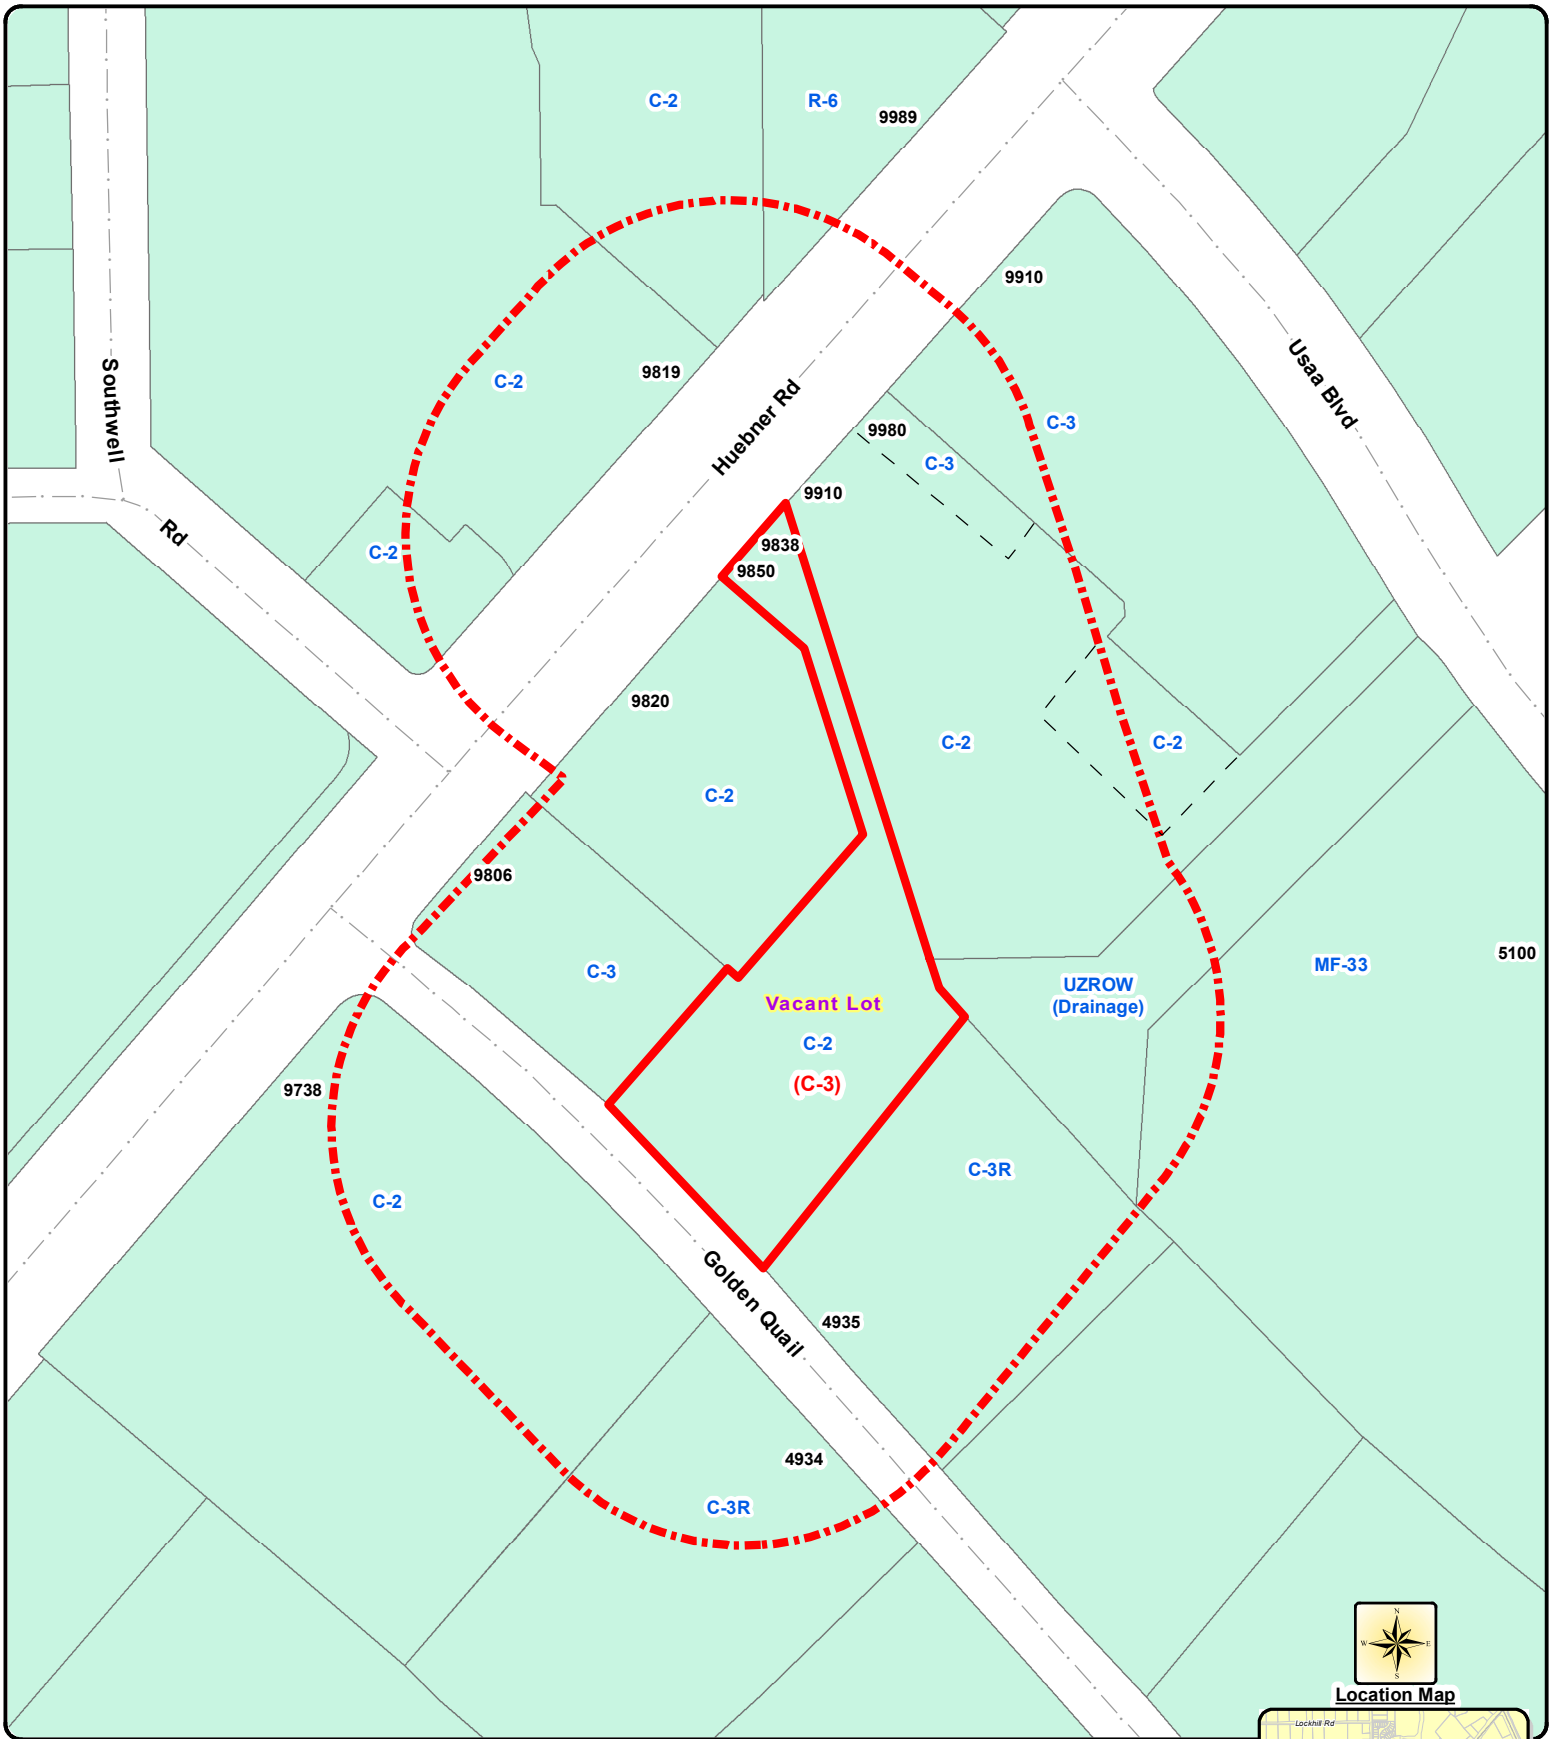 C-2
R-6
9989
9910
Southwell
Rd
C-2
9819
Huebner Rd
Usaa Blvd
C-3
9980
C-3
9910
9838
9850
C-2
9820
C-2
C-2
C-2
9806
C-3
Vacant Lot
C-2
(C-3)
UZROW
(Drainage)
MF-33
5100
9738
C-2
C-3R
Golden Quail
4935
4934
C-3R
N
W
E
S
Location Map
Lockhill Rd